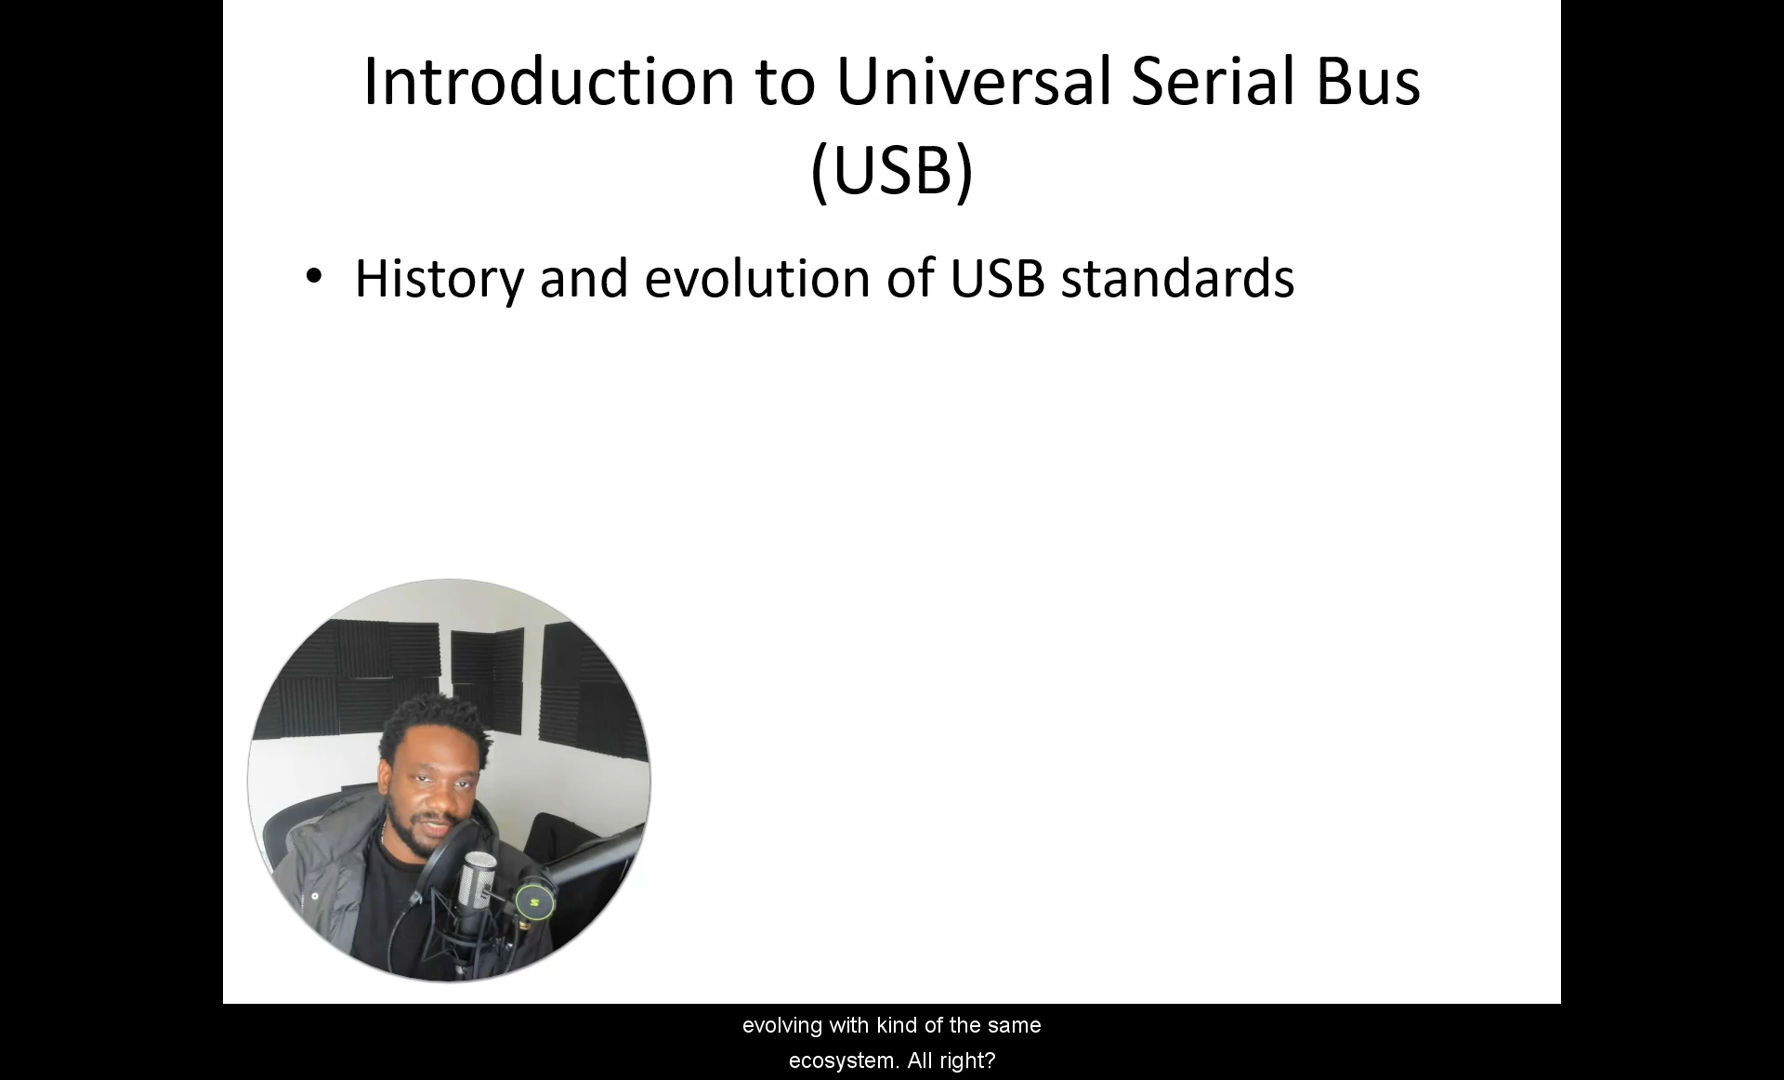 Introduction to Universal Serial Bus
(USB)
• History and evolution of USB standards
evolving with kind of the same
ecosystem. All right?